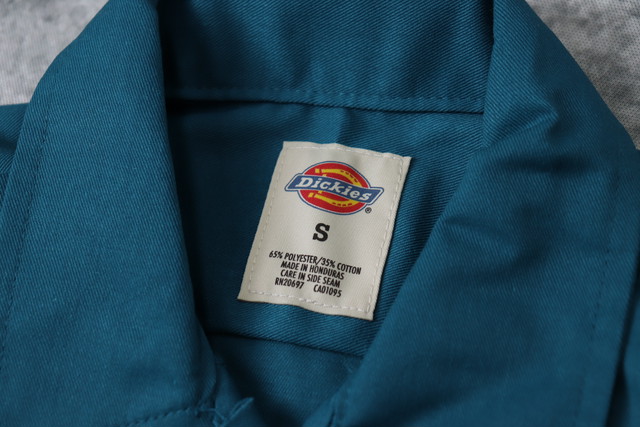 Dickies
®
S
65% POLYESTER/35% COTTON
MADE IN HONDURAS
CARE IN SIDE SEAM
RN20697 CA01095